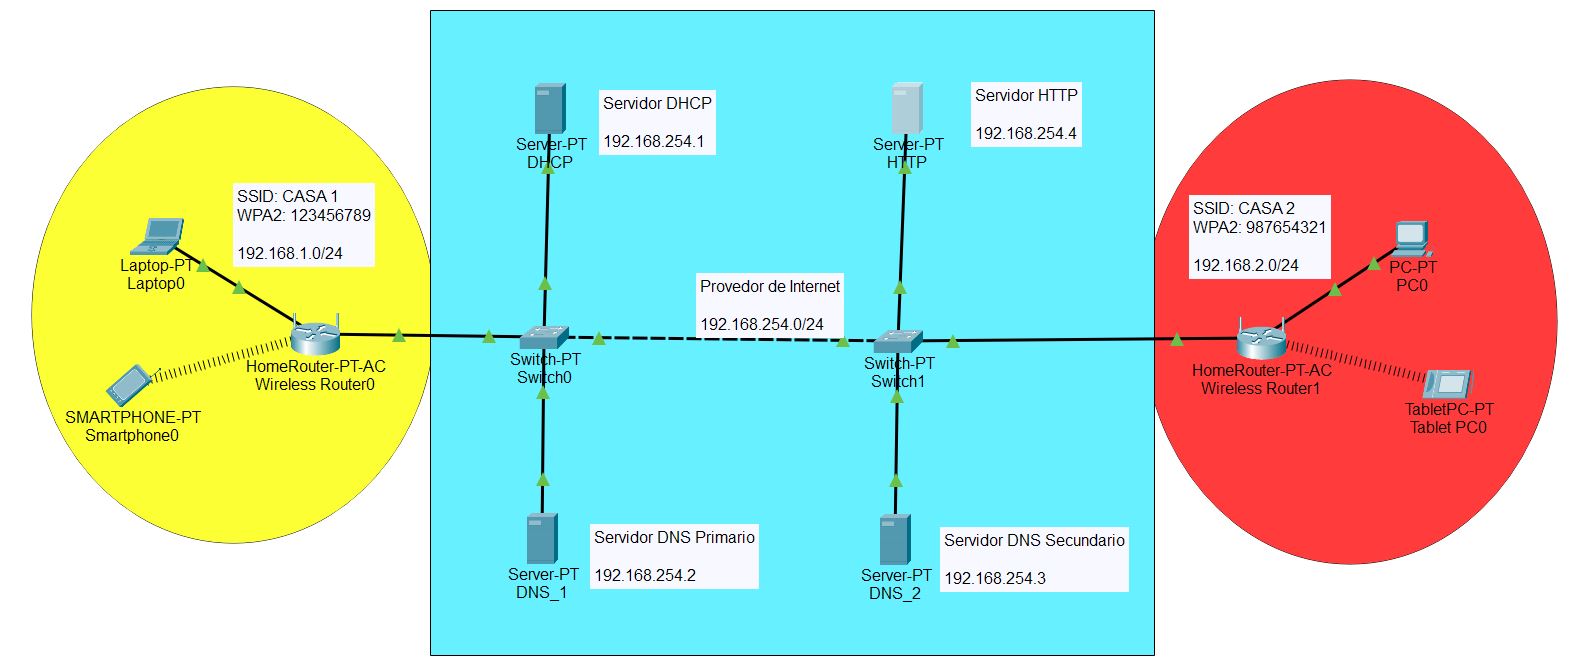 Servidor DHCP
192.168.254.1
Server-PT
DHCP
Servidor HTTP
192.168.254.4
Server-PT
HTTP
SSID: CASA 1
WPA2: 123456789
192.168.1.0/24
Laptop-PT
Laptop0
HomeRouter-PT-AC
Wireless Router0
SMARTPHONE-PT
Smartphone0
Provedor de Internet
192.168.254.0/24
Switch-PT
Switch0
Switch-PT
Switch1
SSID: CASA 2
WPA2: 987654321
192.168.2.0/24
PC-PT
PC0
HomeRouter-PT-AC
Wireless Router1
TabletPC-PT
Tablet PC0
Servidor DNS Primario
192.168.254.2
Server-PT
DNS_1
Servidor DNS Secundario
192.168.254.3
Server-PT
DNS_2